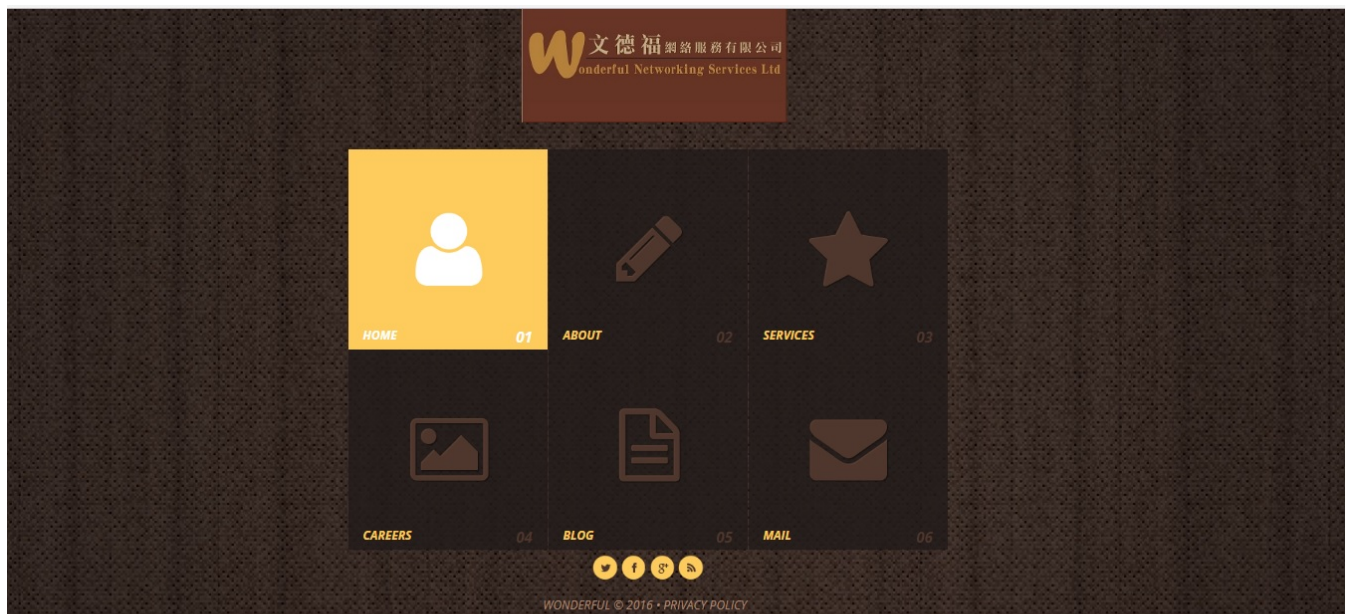 文德福網絡服務有限公司
Wonderful Networking Services Ltd
HOME 01
ABOUT 02
SERVICES 03
CAREERS 04
BLOG 05
MAIL 06
WONDERFUL © 2016 • PRIVACY POLICY